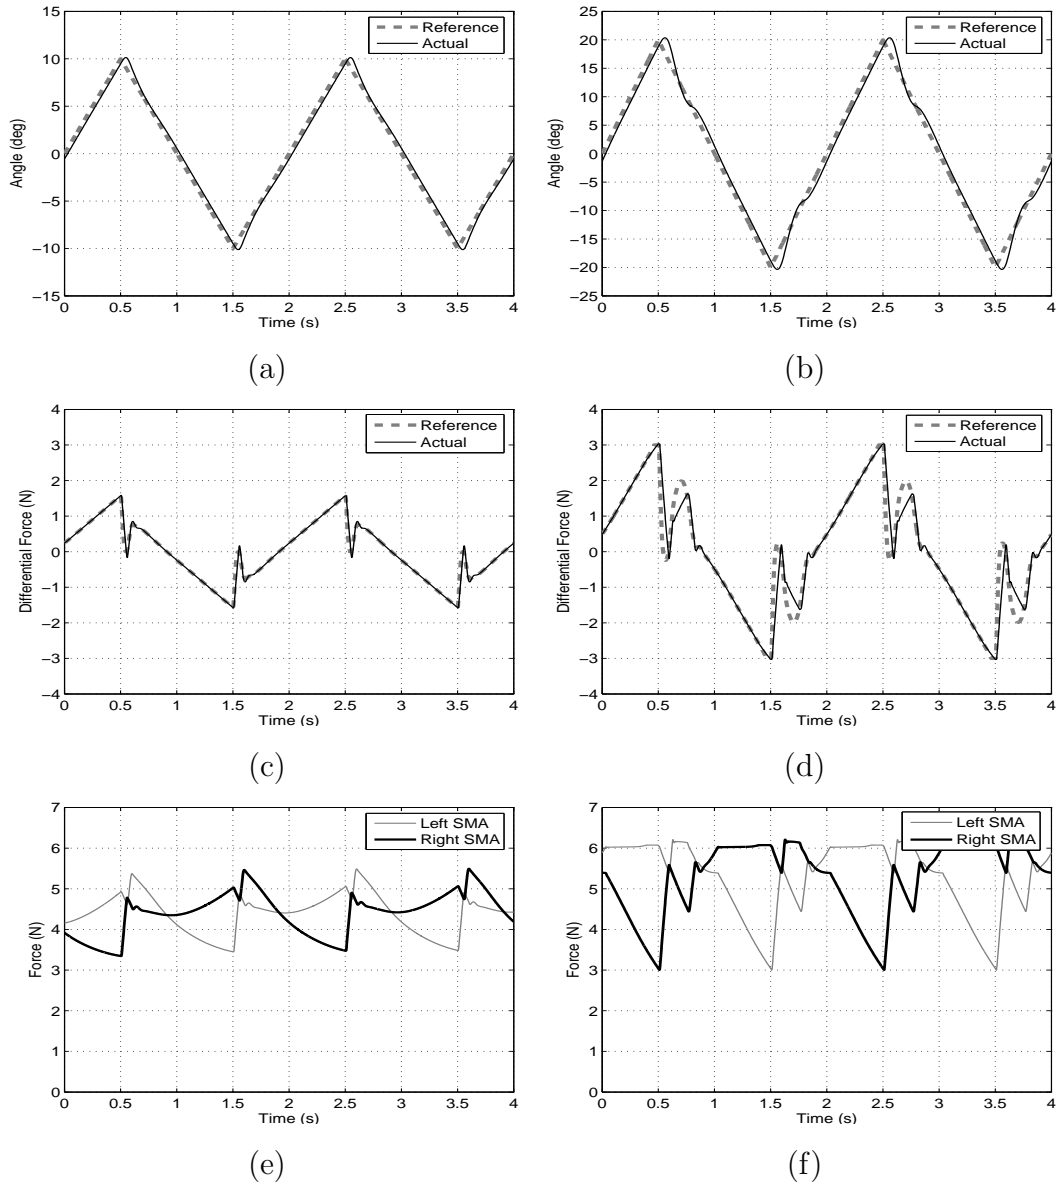 15
10
5
0
−5
−10
−15
Angle (deg)
Reference
Actual
0 0.5 1 1.5 2 2.5 3 3.5 4
Time (s)
(a)
25
20
15
10
5
0
−5
−10
−15
−20
−25
Angle (deg)
Reference
Actual
0 0.5 1 1.5 2 2.5 3 3.5 4
Time (s)
(b)
4
3
2
1
0
−1
−2
−3
−4
Differential Force (N)
Reference
Actual
0 0.5 1 1.5 2 2.5 3 3.5 4
Time (s)
(c)
4
3
2
1
0
−1
−2
−3
−4
Differential Force (N)
Reference
Actual
0 0.5 1 1.5 2 2.5 3 3.5 4
Time (s)
(d)
7
6
5
4
3
2
1
0
Force (N)
Left SMA
Right SMA
0 0.5 1 1.5 2 2.5 3 3.5 4
Time (s)
(e)
7
6
5
4
3
2
1
0
Force (N)
Left SMA
Right SMA
0 0.5 1 1.5 2 2.5 3 3.5 4
Time (s)
(f)